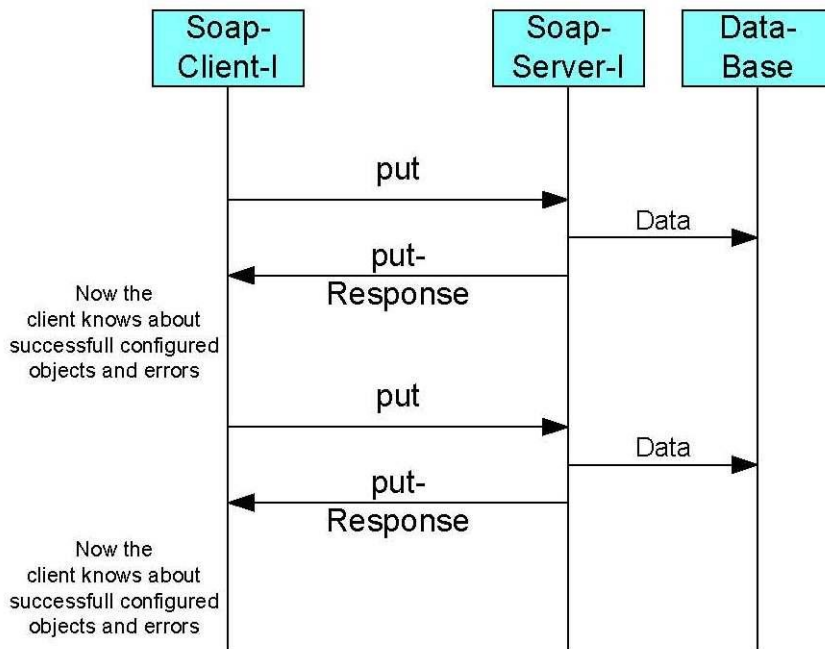 Soap-
Client-I
Soap-
Server-I
Data-
Base
put
Data
put-
Response
Now the
client knows about
successfull configured
objects and errors
put
Data
put-
Response
Now the
client knows about
successfull configured
objects and errors